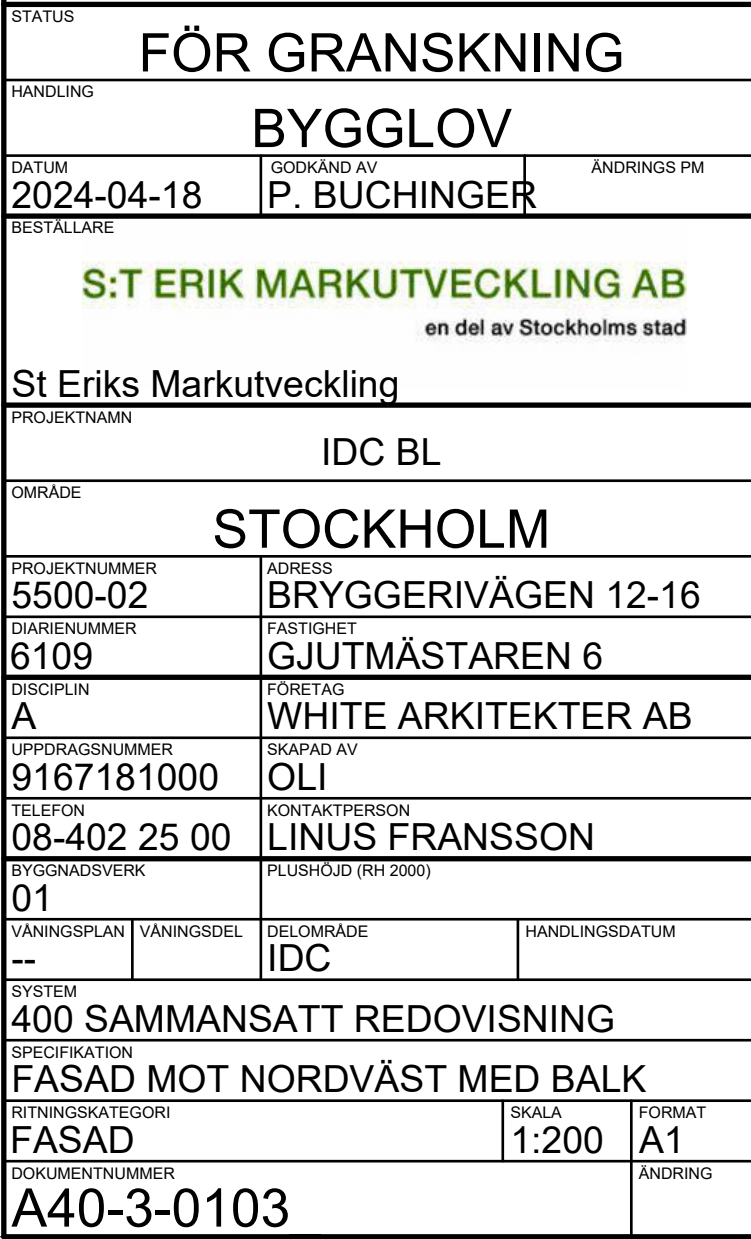 STATUS
FÖR GRANSKNING
HANDLING
BYGGLOV
DATUM GODKÄND AV ÄNDRINGS PM
2024-04-18 P. BUCHINGER
BESTÄLLARE
S:T ERIK MARKUTVECKLING AB
en del av Stockholms stad
St Eriks Markutveckling
PROJEKTNAMN
IDC BL
OMRÅDE
STOCKHOLM
PROJEKTNUMMER ADRESS
5500-02 BRYGGERIVÄGEN 12-16
DIARIENUMMER FASTIGHET
6109 GJUTMÄSTAREN 6
DISCIPLIN FÖRETAG
A WHITE ARKITEKTER AB
UPPDRAGSNUMMER SKAPAD AV
9167181000 OLI
TELEFON KONTAKTPERSON
08-402 25 00 LINUS FRANSSON
BYGGNADSVERK PLUSHÖJD (RH 2000)
01
VÅNINGSPLAN VÅNINGSDEL DELOMRÅDE HANDLINGSDATUM
-- IDC
SYSTEM
400 SAMMANSATT REDOVISNING
SPECIFIKATION
FASAD MOT NORDVÄST MED BALK
RITNINGSKATEGORI SKALA FORMAT
FASAD 1:200 A1
DOKUMENTNUMMER ÄNDRING
A40-3-0103